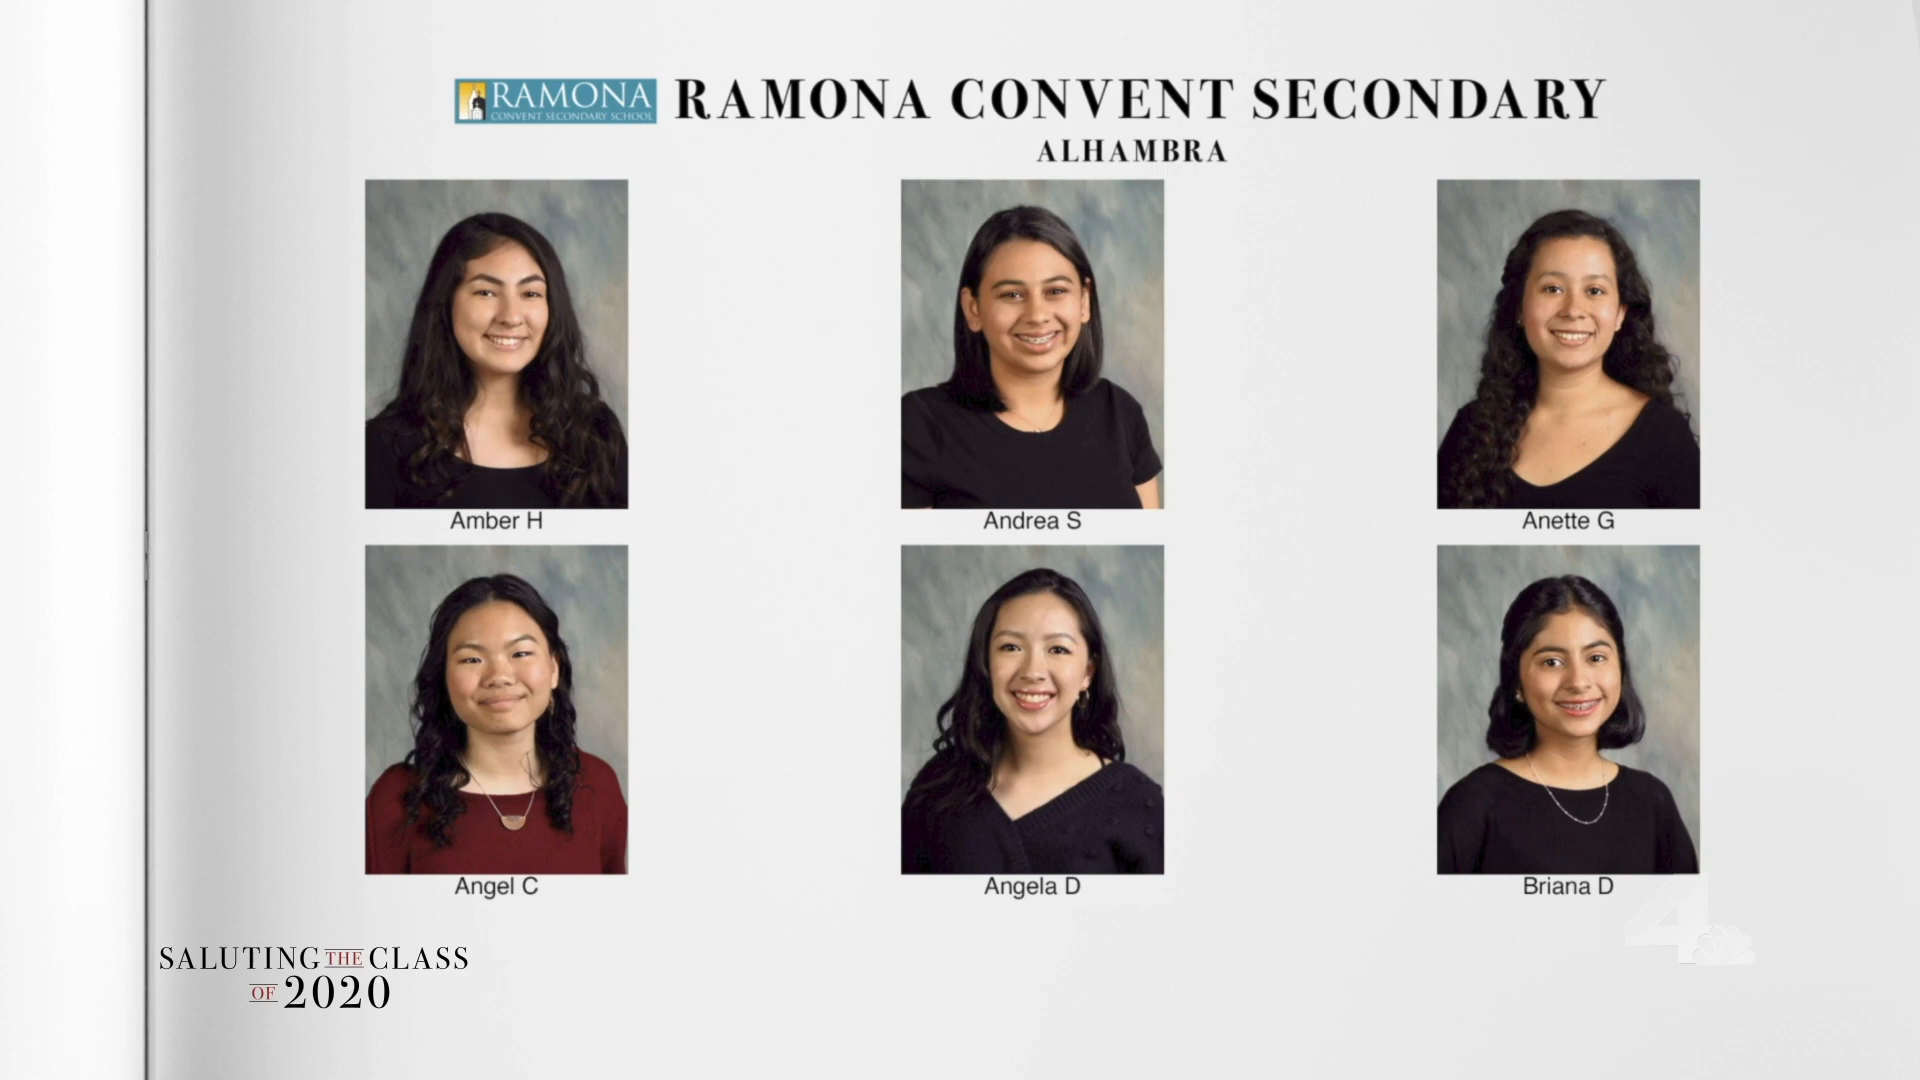 RAMONA
CONVENT SECONDARY SCHOOL
RAMONA CONVENT SECONDARY
ALHAMBRA
Amber H
Andrea S
Anette G
Angel C
Angela D
Briana D
4
SALUTING THE CLASS
OF 2020